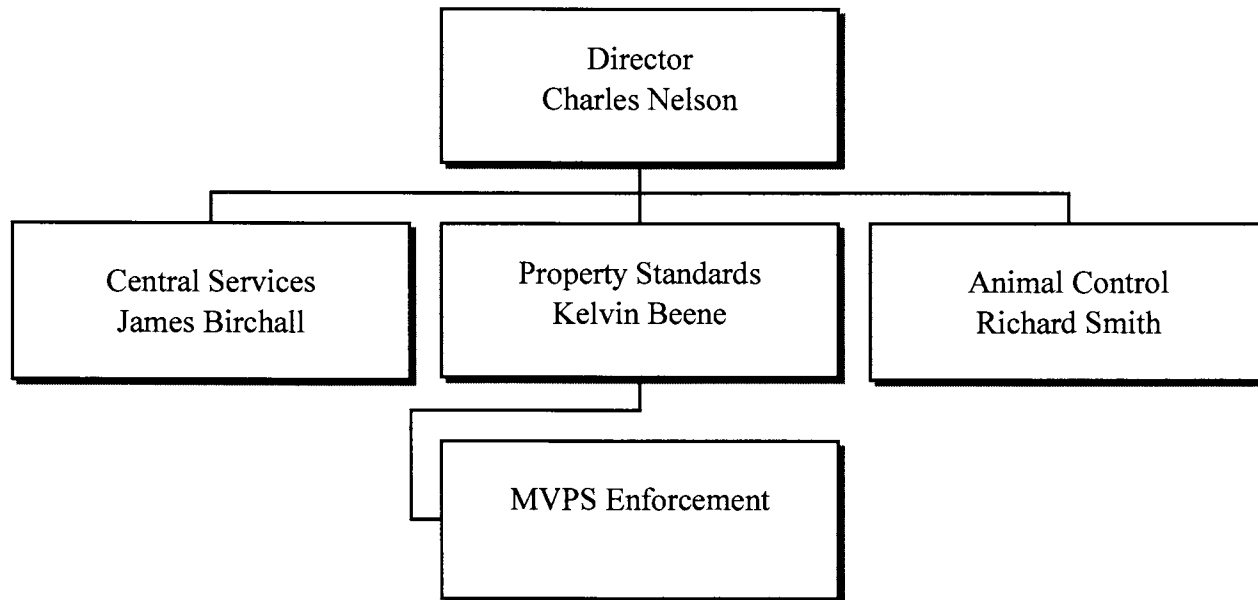 Director
Charles Nelson
Central Services
James Birchall
Property Standards
Kelvin Beene
Animal Control
Richard Smith
MVPS Enforcement